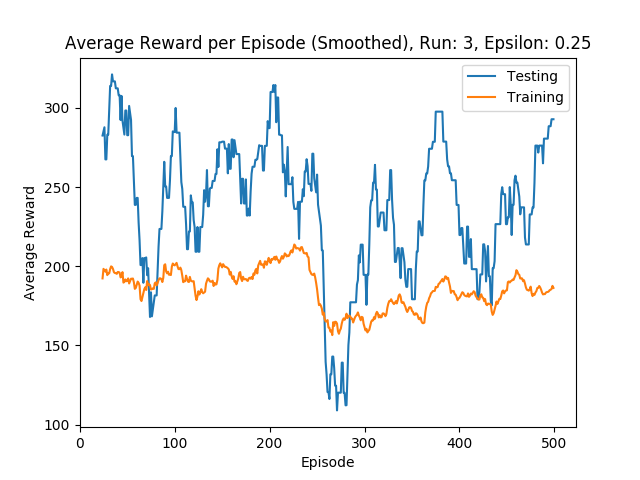 Average Reward per Episode (Smoothed), Run: 3, Epsilon: 0.25
Testing
Training
300
250
200
150
100
Average Reward
0
100
200
300
400
500
Episode